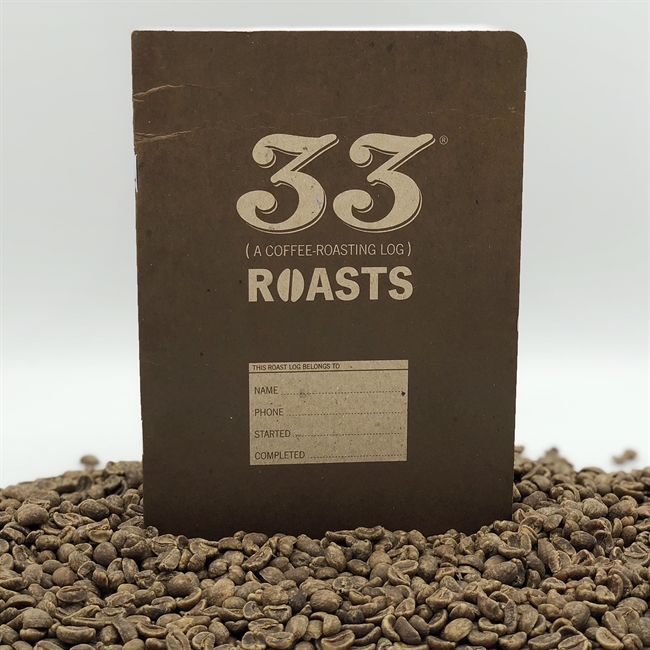 33®
( A COFFEE-ROASTING LOG )
ROASTS
THIS ROAST LOG BELONGS TO
NAME
PHONE
STARTED
COMPLETED